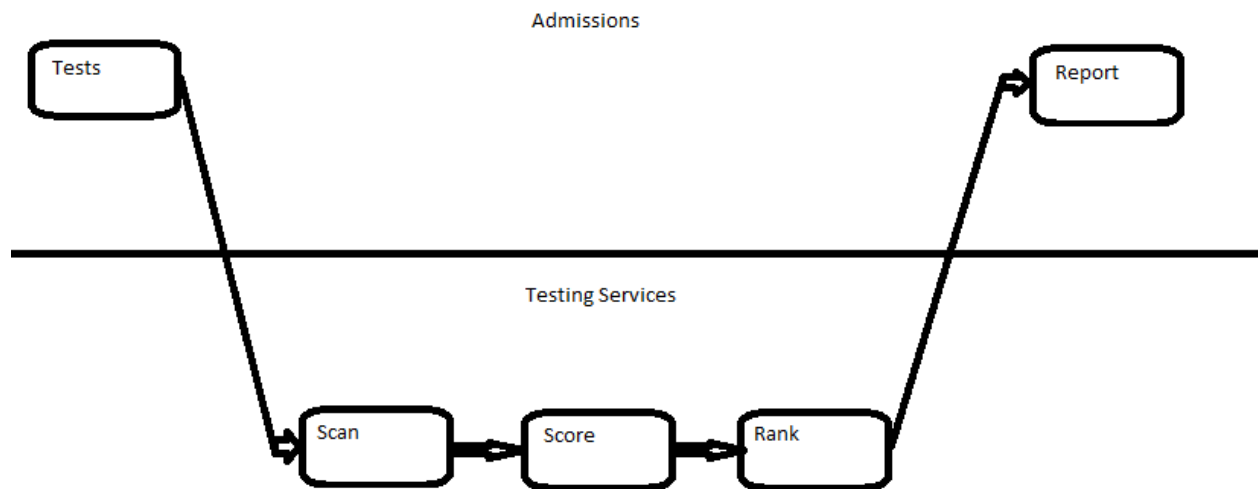 Admissions
Tests
Report
Testing Services
Scan
Score
Rank